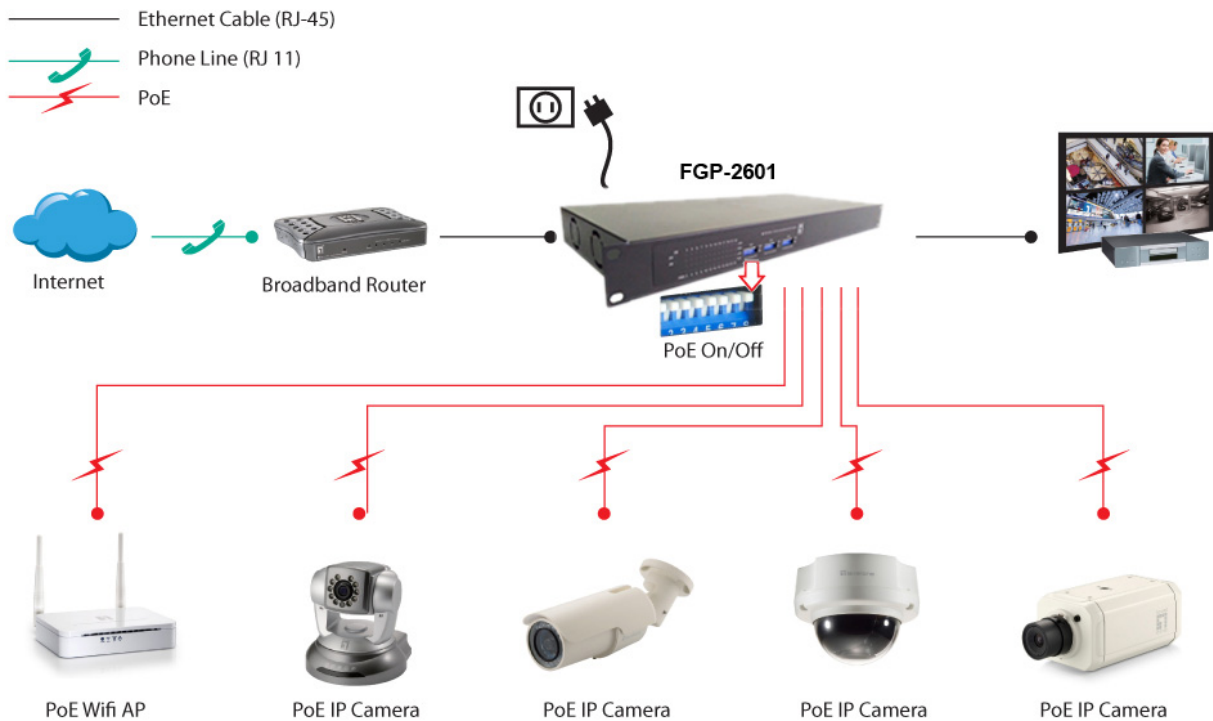 Ethernet Cable (RJ-45)
Phone Line (RJ 11)
PoE
FGP-2601
Internet
Broadband Router
PoE On/Off
PoE Wifi AP
PoE IP Camera
PoE IP Camera
PoE IP Camera
PoE IP Camera